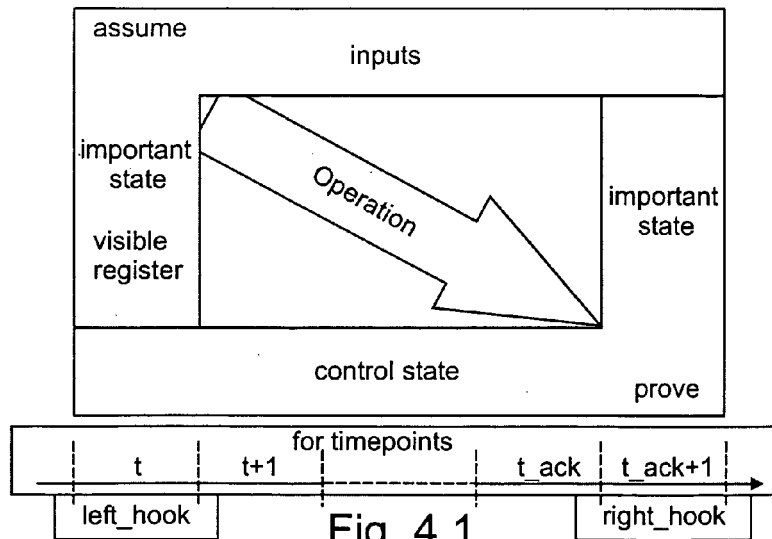 assume
inputs
important
state
visible
register
Operation
important
state
control state
prove
for timepoints
t
t+1
t_ack
t_ack+1
left_hook
right_hook
Fig. 4.1